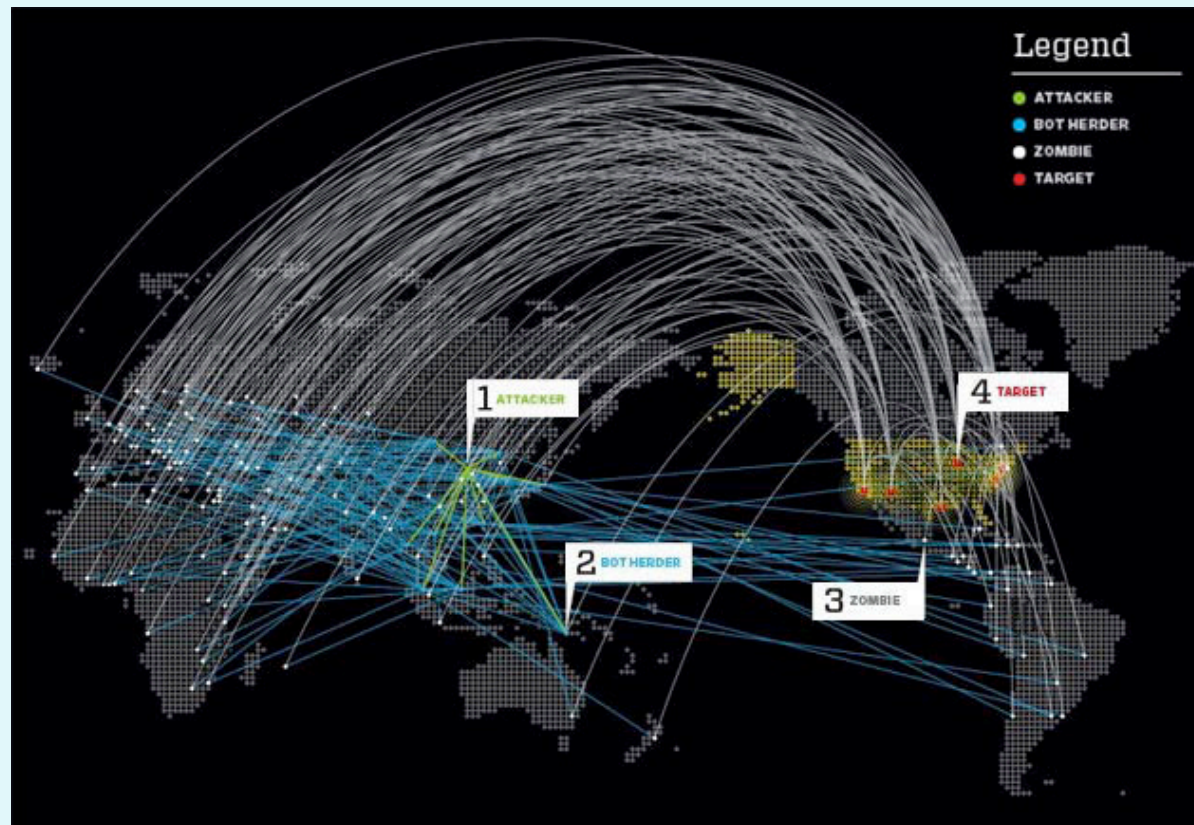 Legend
ATTACKER
BOT HERDER
ZOMBIE
TARGET
1 ATTACKER
4 TARGET
2 BOT HERDER
3 ZOMBIE